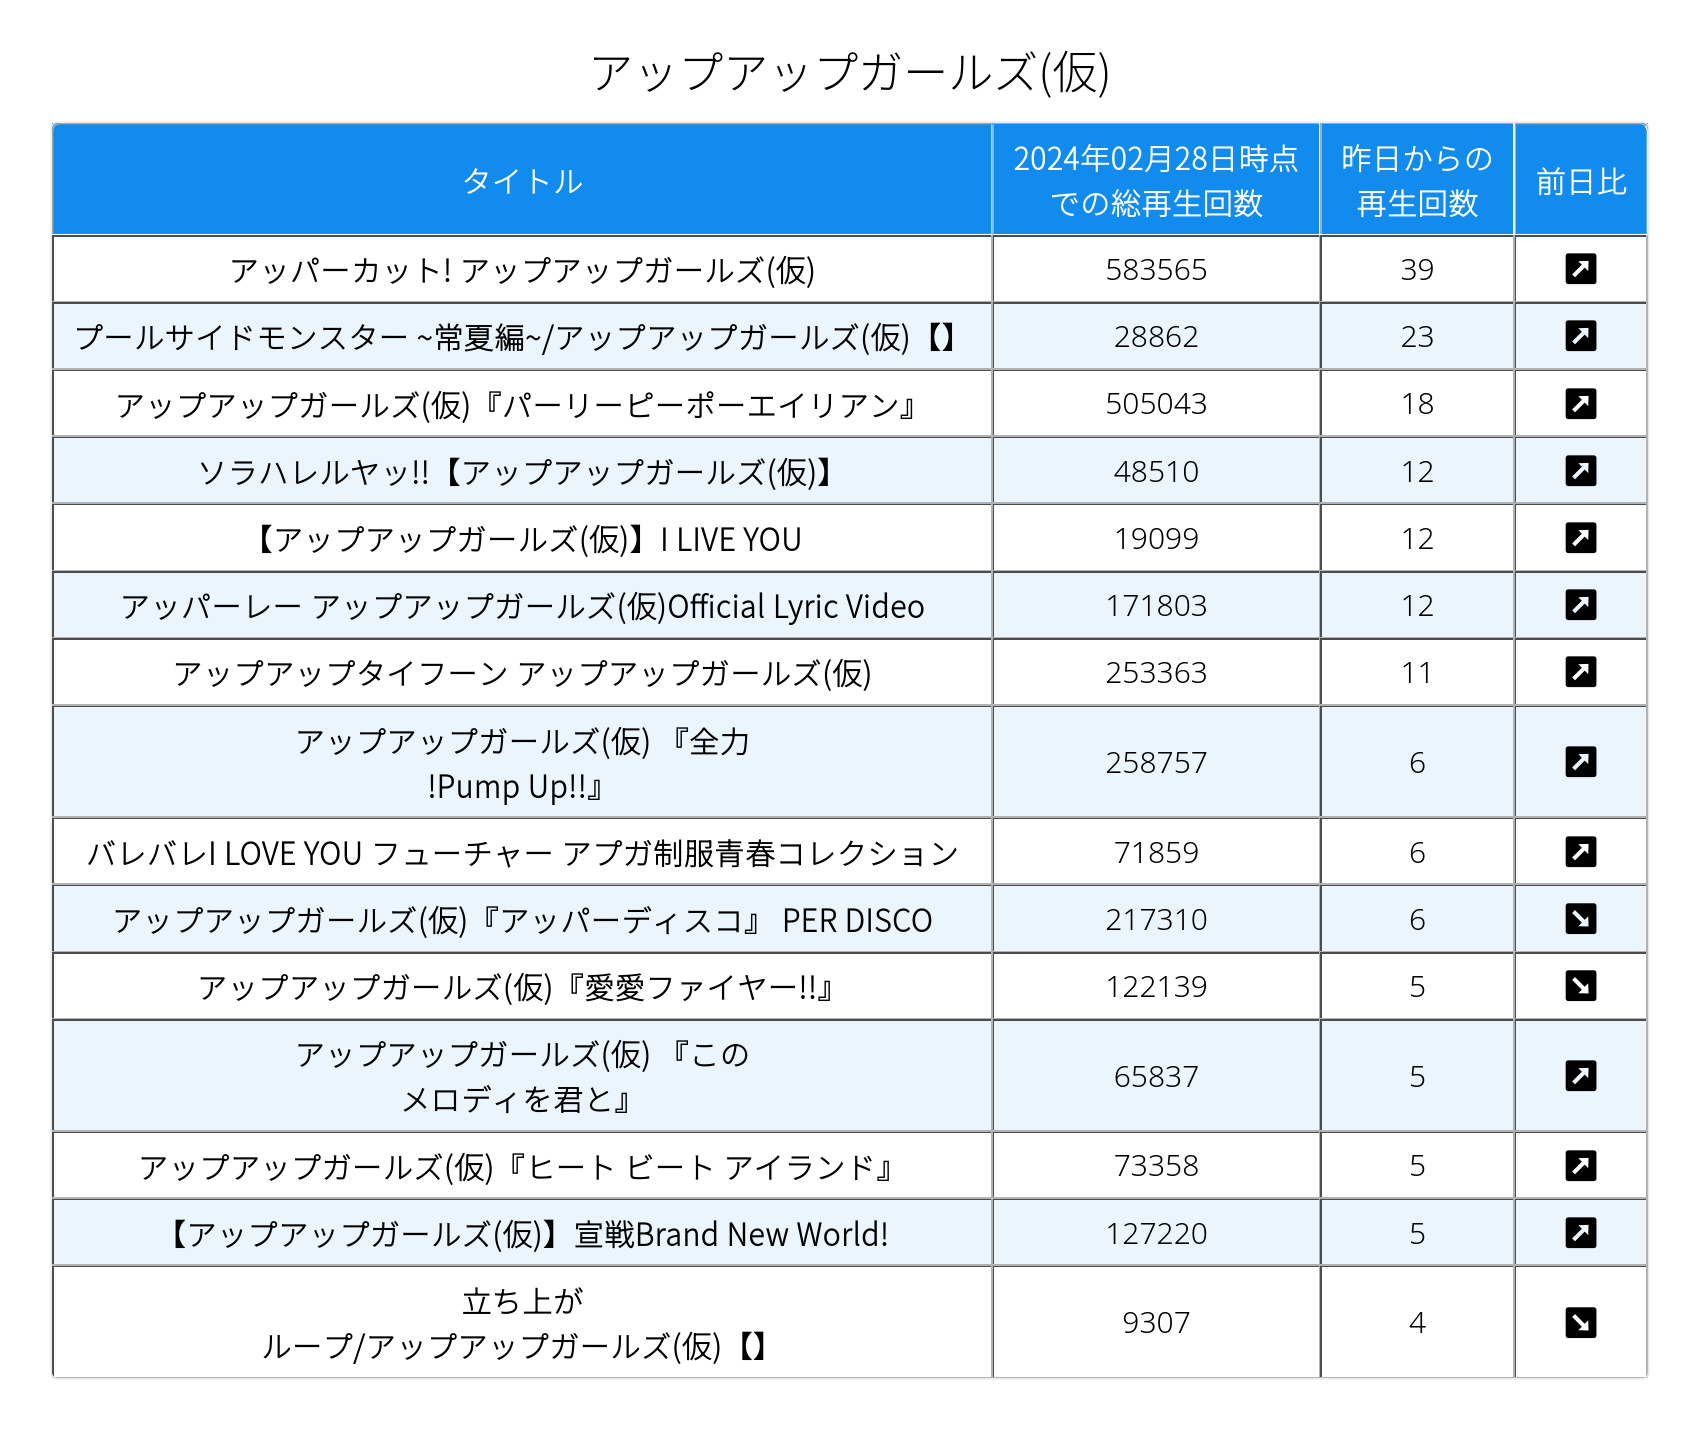 アップアップガールズ(仮)
タイトル
2024年02月28日時点
での総再生回数
昨日からの
再生回数
前日比
アッパーカット! アップアップガールズ(仮)
583565
39
プールサイドモンスター ~常夏編~/アップアップガールズ(仮)【】
28862
23
アップアップガールズ(仮)『パーリーピーポーエイリアン』
505043
18
ソラハレルヤッ!!【アップアップガールズ(仮)】
48510
12
【アップアップガールズ(仮)】I LIVE YOU
19099
12
アッパーレー アップアップガールズ(仮)Official Lyric Video
171803
12
アップアップタイフーン アップアップガールズ(仮)
253363
11
アップアップガールズ(仮) 『全力
!Pump Up!!』
258757
6
バレバレI LOVE YOU フューチャー アプガ制服青春コレクション
71859
6
アップアップガールズ(仮)『アッパーディスコ』 PER DISCO
217310
6
アップアップガールズ(仮)『愛愛ファイヤー!!』
122139
5
アップアップガールズ(仮) 『この
メロディを君と』
65837
5
アップアップガールズ(仮)『ヒート ビート アイランド』
73358
5
【アップアップガールズ(仮)】宣戦Brand New World!
127220
5
立ち上が
ループ/アップアップガールズ(仮)【】
9307
4